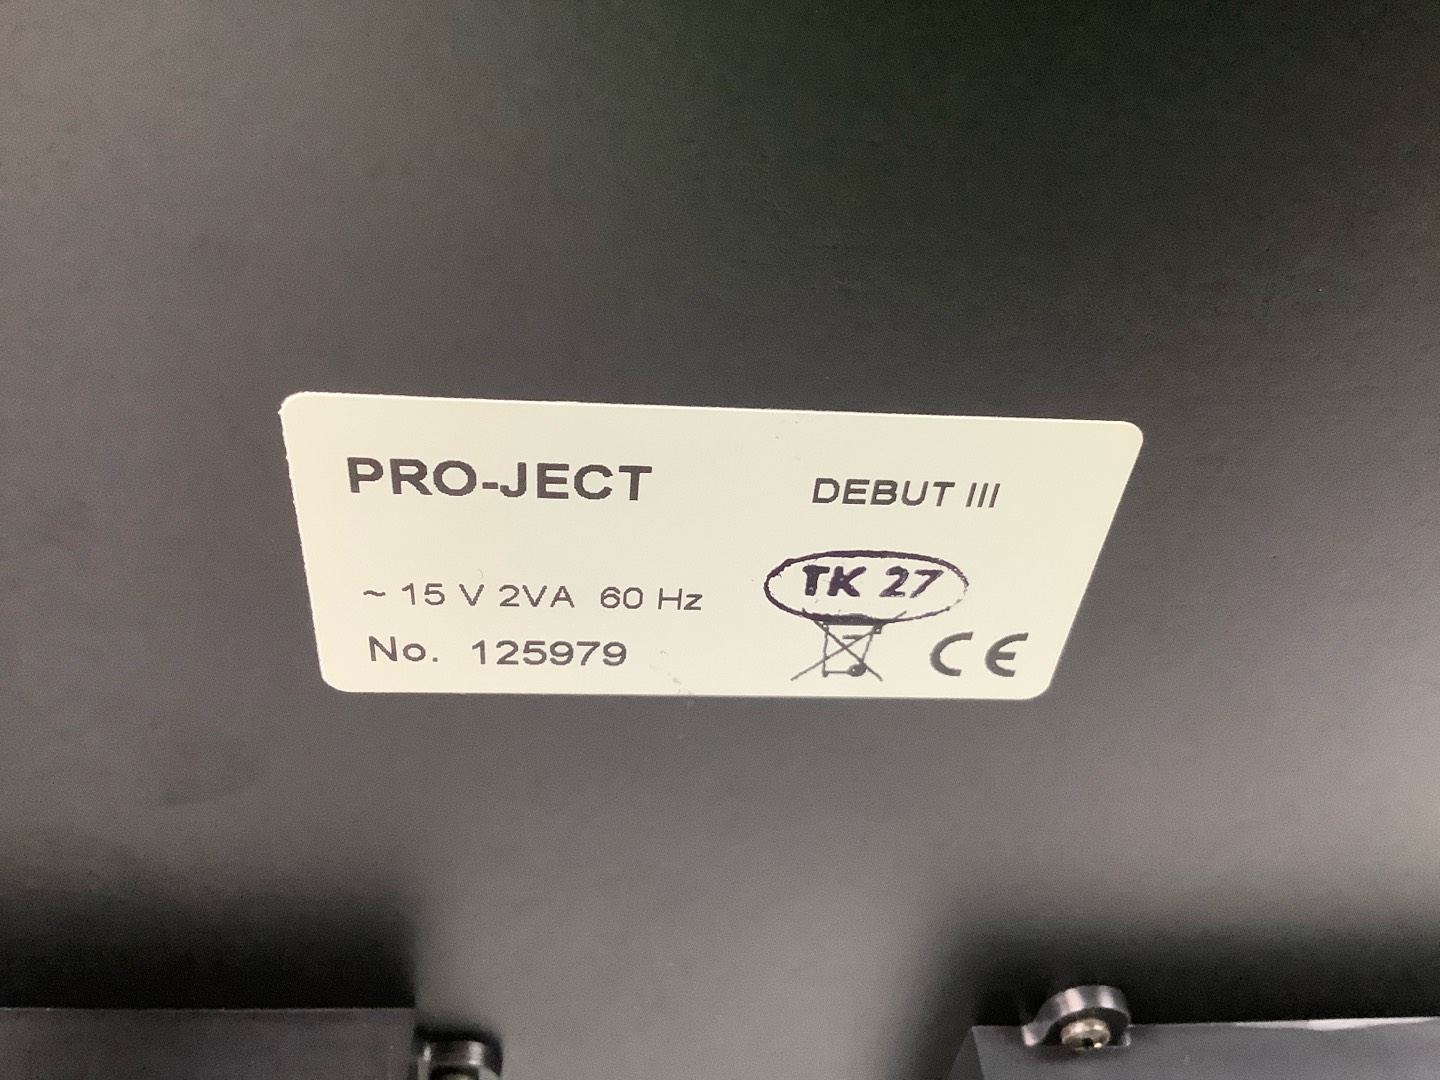 PRO-JECT DEBUT III
TK 27
~ 15 V 2VA 60 Hz
No. 125979 CE